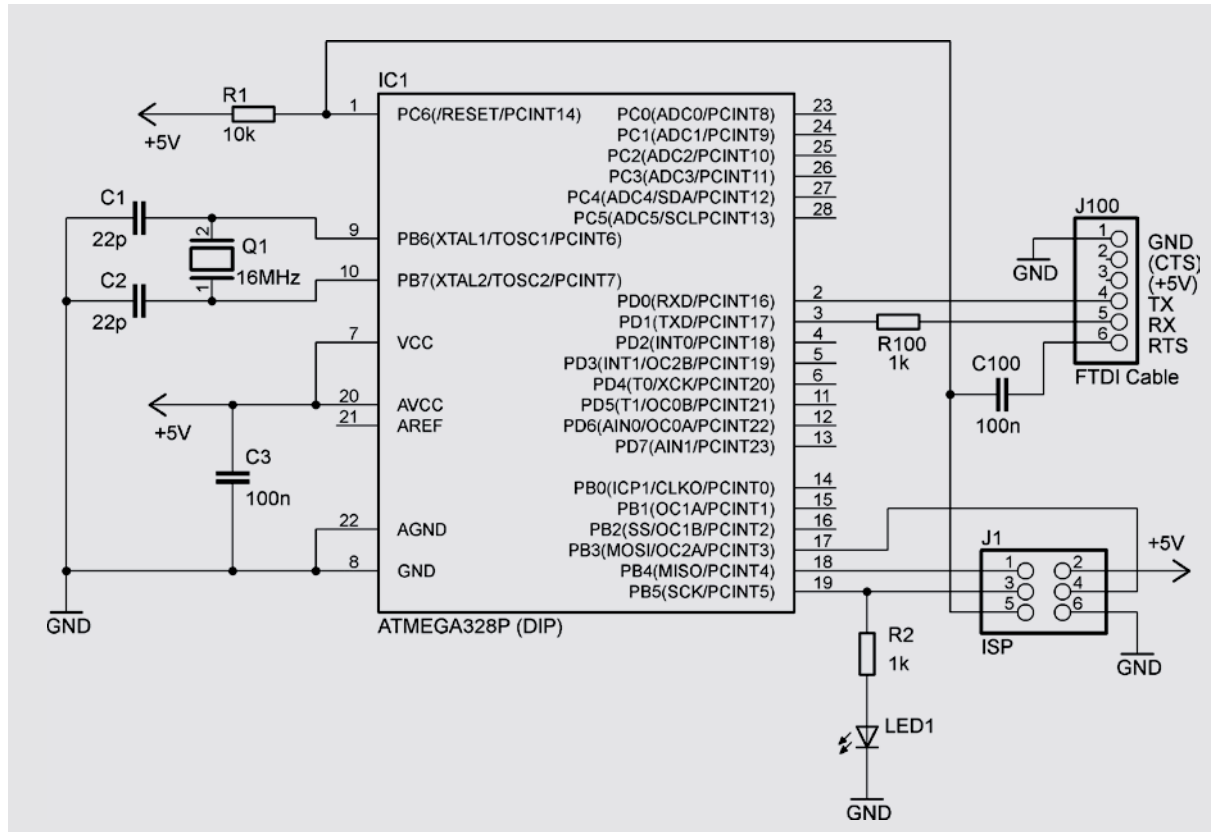 IC1
R1
10k
+5V
1
PC6(/RESET/PCINT14)
C1
22p
2
Q1
16MHz
1
C2
22p
9
PB6(XTAL1/TOSC1/PCINT6)
10
PB7(XTAL2/TOSC2/PCINT7)
7
VCC
20
AVCC
21
AREF
+5V
C3
100n
22
AGND
8
GND
GND
ATMEGA328P (DIP)
PC0(ADC0/PCINT8)
23
PC1(ADC1/PCINT9)
24
PC2(ADC2/PCINT10)
25
PC3(ADC3/PCINT11)
26
PC4(ADC4/SDA/PCINT12)
27
PC5(ADC5/SCLPCINT13)
28
PD0(RXD/PCINT16)
2
PD1(TXD/PCINT17)
3
PD2(INT0/PCINT18)
4
PD3(INT1/OC2B/PCINT19)
5
PD4(T0/XCK/PCINT20)
6
PD5(T1/OC0B/PCINT21)
11
PD6(AIN0/OC0A/PCINT22)
12
PD7(AIN1/PCINT23)
13
PB0(ICP1/CLKO/PCINT0)
14
PB1(OC1A/PCINT1)
15
PB2(SS/OC1B/PCINT2)
16
PB3(MOSI/OC2A/PCINT3)
17
PB4(MISO/PCINT4)
18
PB5(SCK/PCINT5)
19
J100
1
GND
2
(CTS)
3
(+5V)
4
TX
5
RX
6
RTS
FTDI Cable
GND
R100
1k
C100
100n
J1
1
2
3
4
5
6
ISP
+5V
GND
R2
1k
LED1
GND